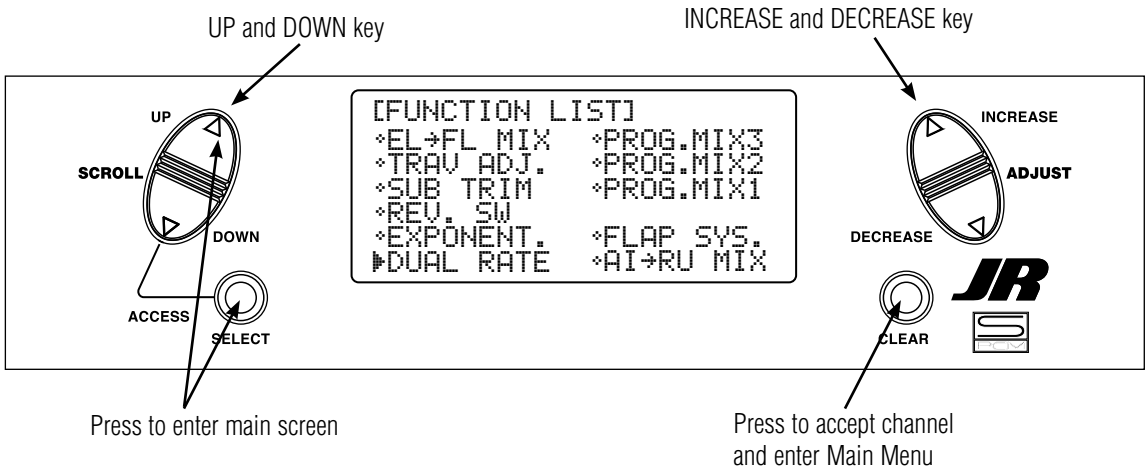 UP and DOWN key
INCREASE and DECREASE key
UP
SCROLL
DOWN
ACCESS
SELECT
[FUNCTION LIST]
◦EL→FL MIX ◦PROG.MIX3
◦TRAV ADJ. ◦PROG.MIX2
◦SUB TRIM ◦PROG.MIX1
◦REV. SW
◦EXPONENT. ◦FLAP SYS.
▶DUAL RATE ◦AI→RU MIX
INCREASE
ADJUST
DECREASE
CLEAR
JR
S
PCM
Press to enter main screen
Press to accept channel
and enter Main Menu